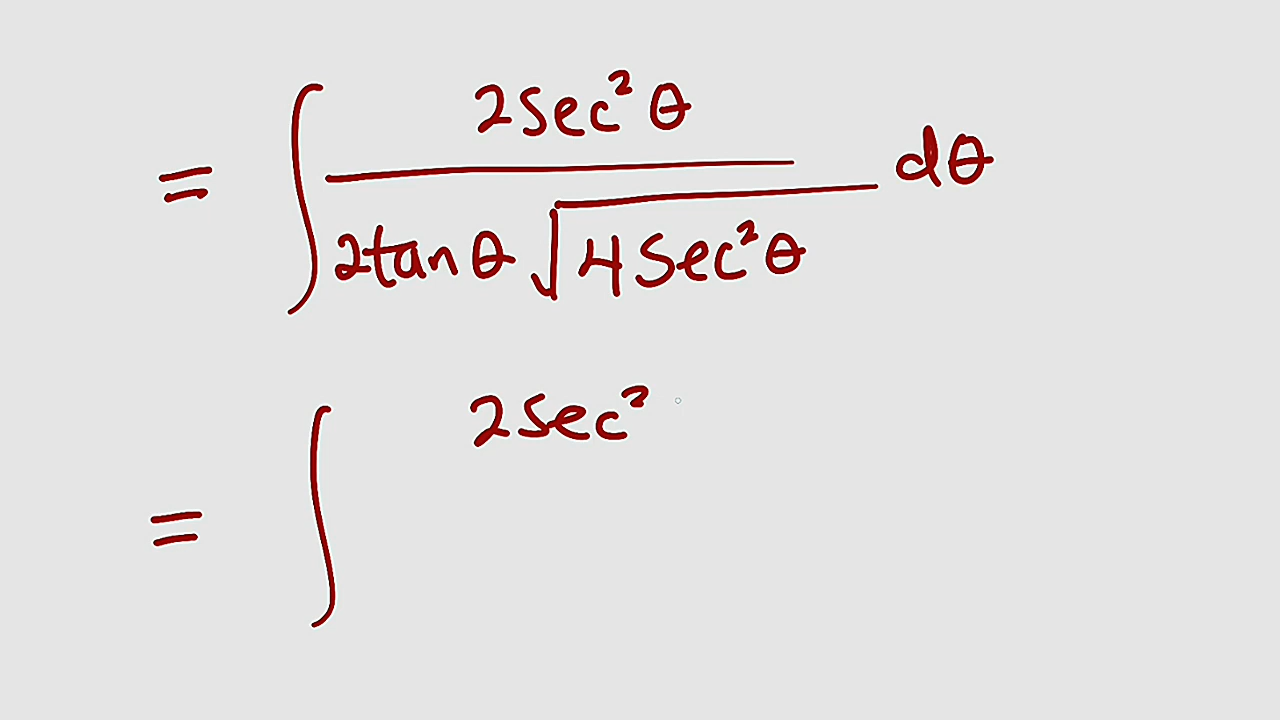 = ∫ 2sec²θ / 2tanθ √4sec²θ dθ
= ∫ 2sec²